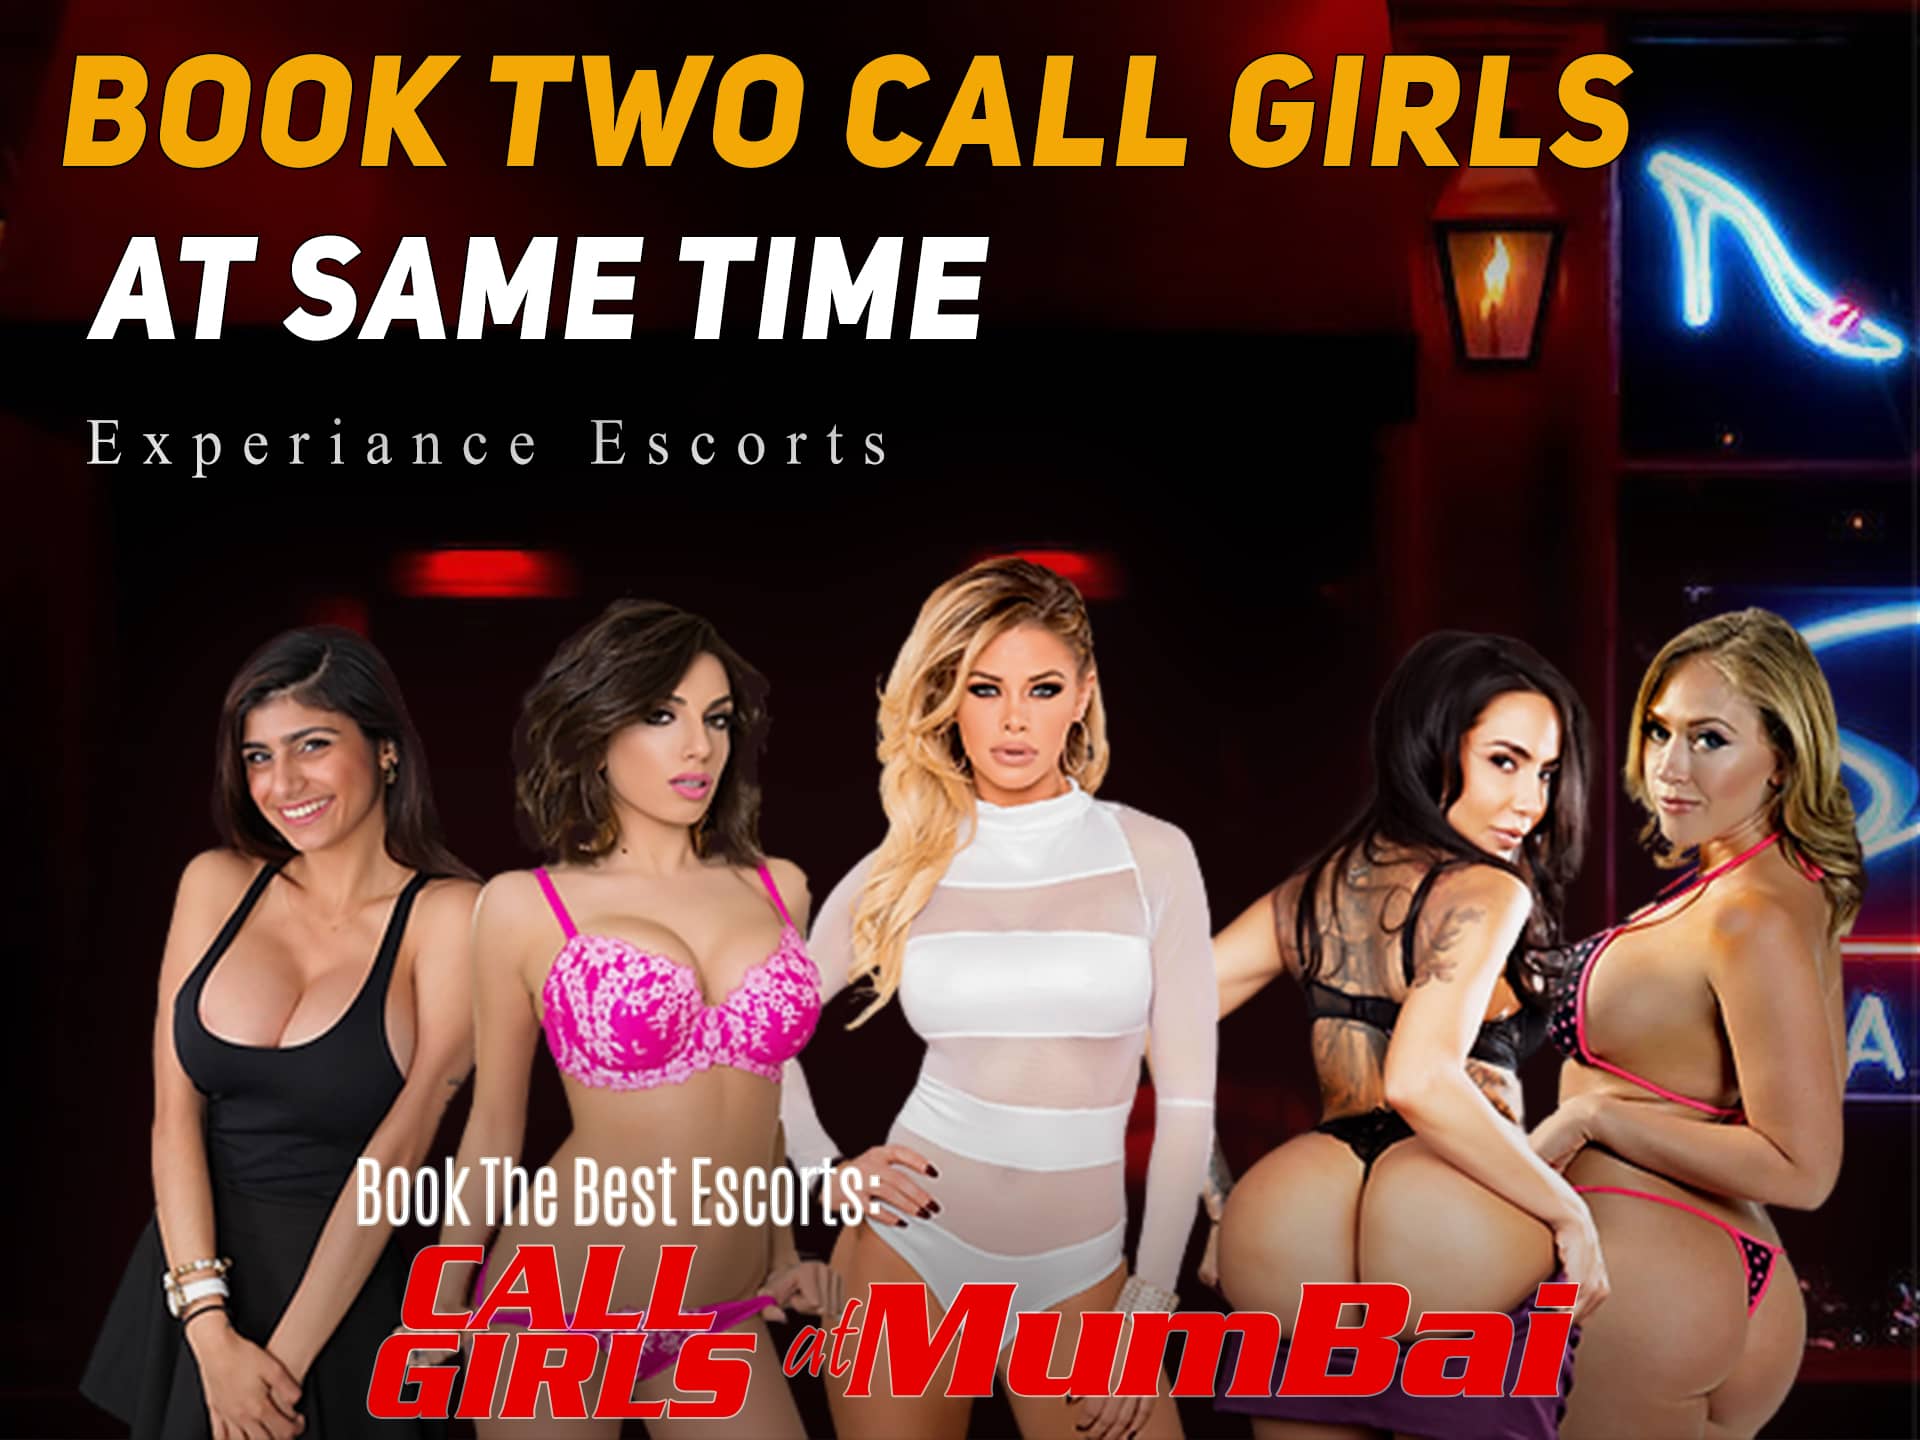 BOOK TWO CALL GIRLS
AT SAME TIME
Experiance Escorts
A
Book The Best Escorts:
CALL GIRLS at MumBai